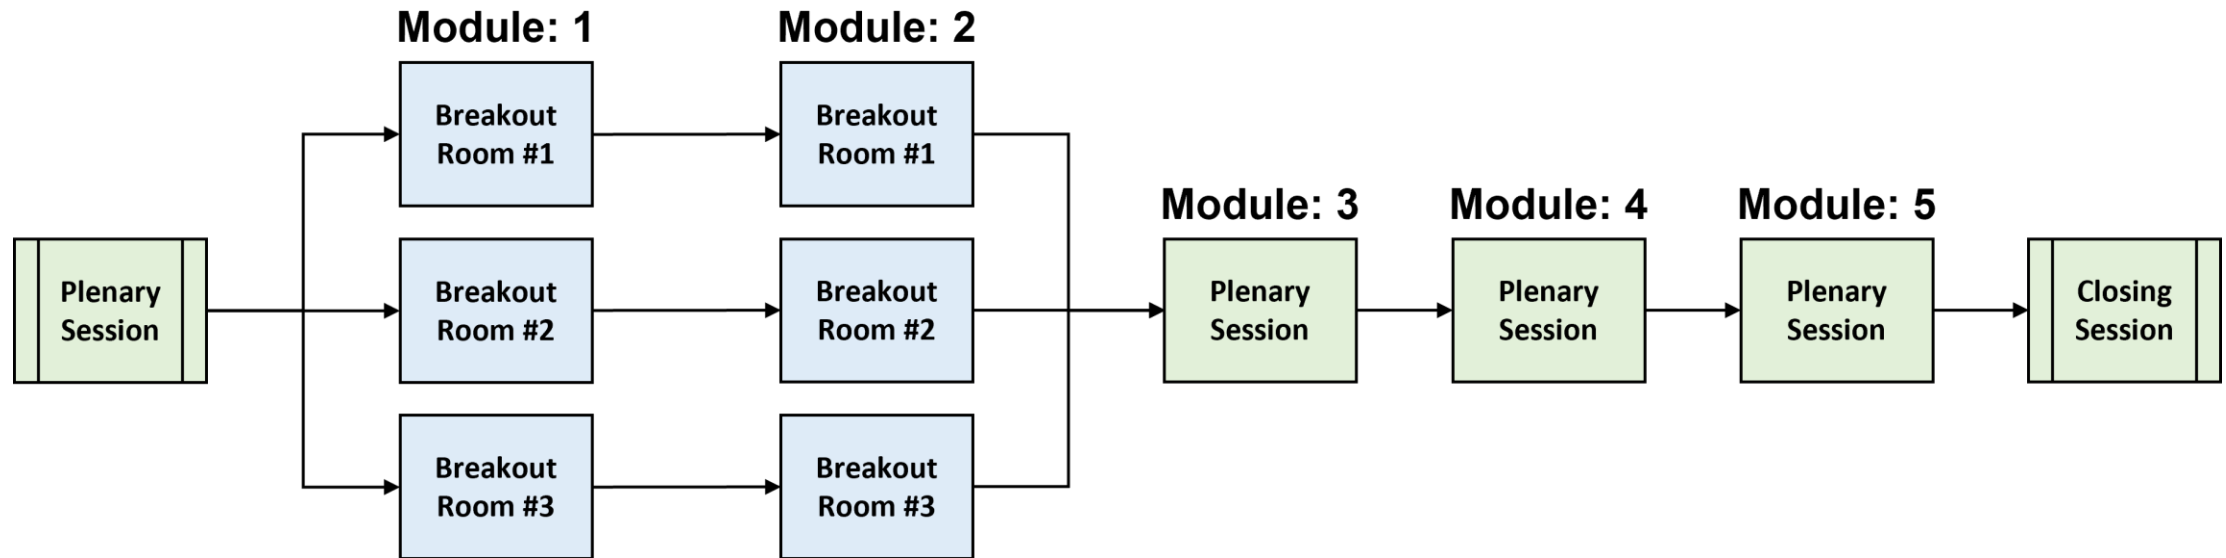 Module: 1
Module: 2
Breakout
Room #1
Breakout
Room #1
Module: 3
Module: 4
Module: 5
Plenary
Session
Breakout
Room #2
Breakout
Room #2
Plenary
Session
Plenary
Session
Plenary
Session
Closing
Session
Breakout
Room #3
Breakout
Room #3